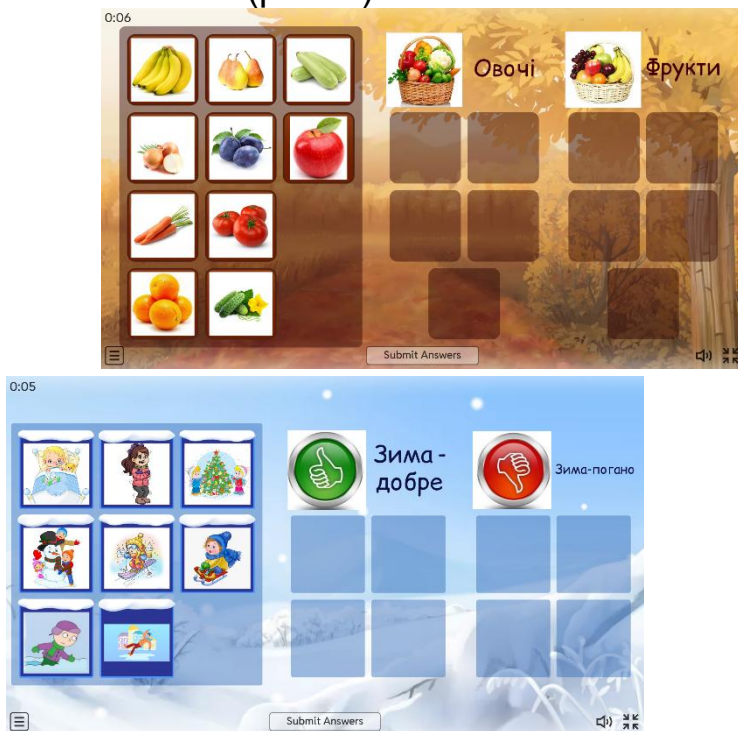 0:06
Овочі
Фрукти
Submit Answers
0:05
Зима -
добре
Зима-погано
Submit Answers